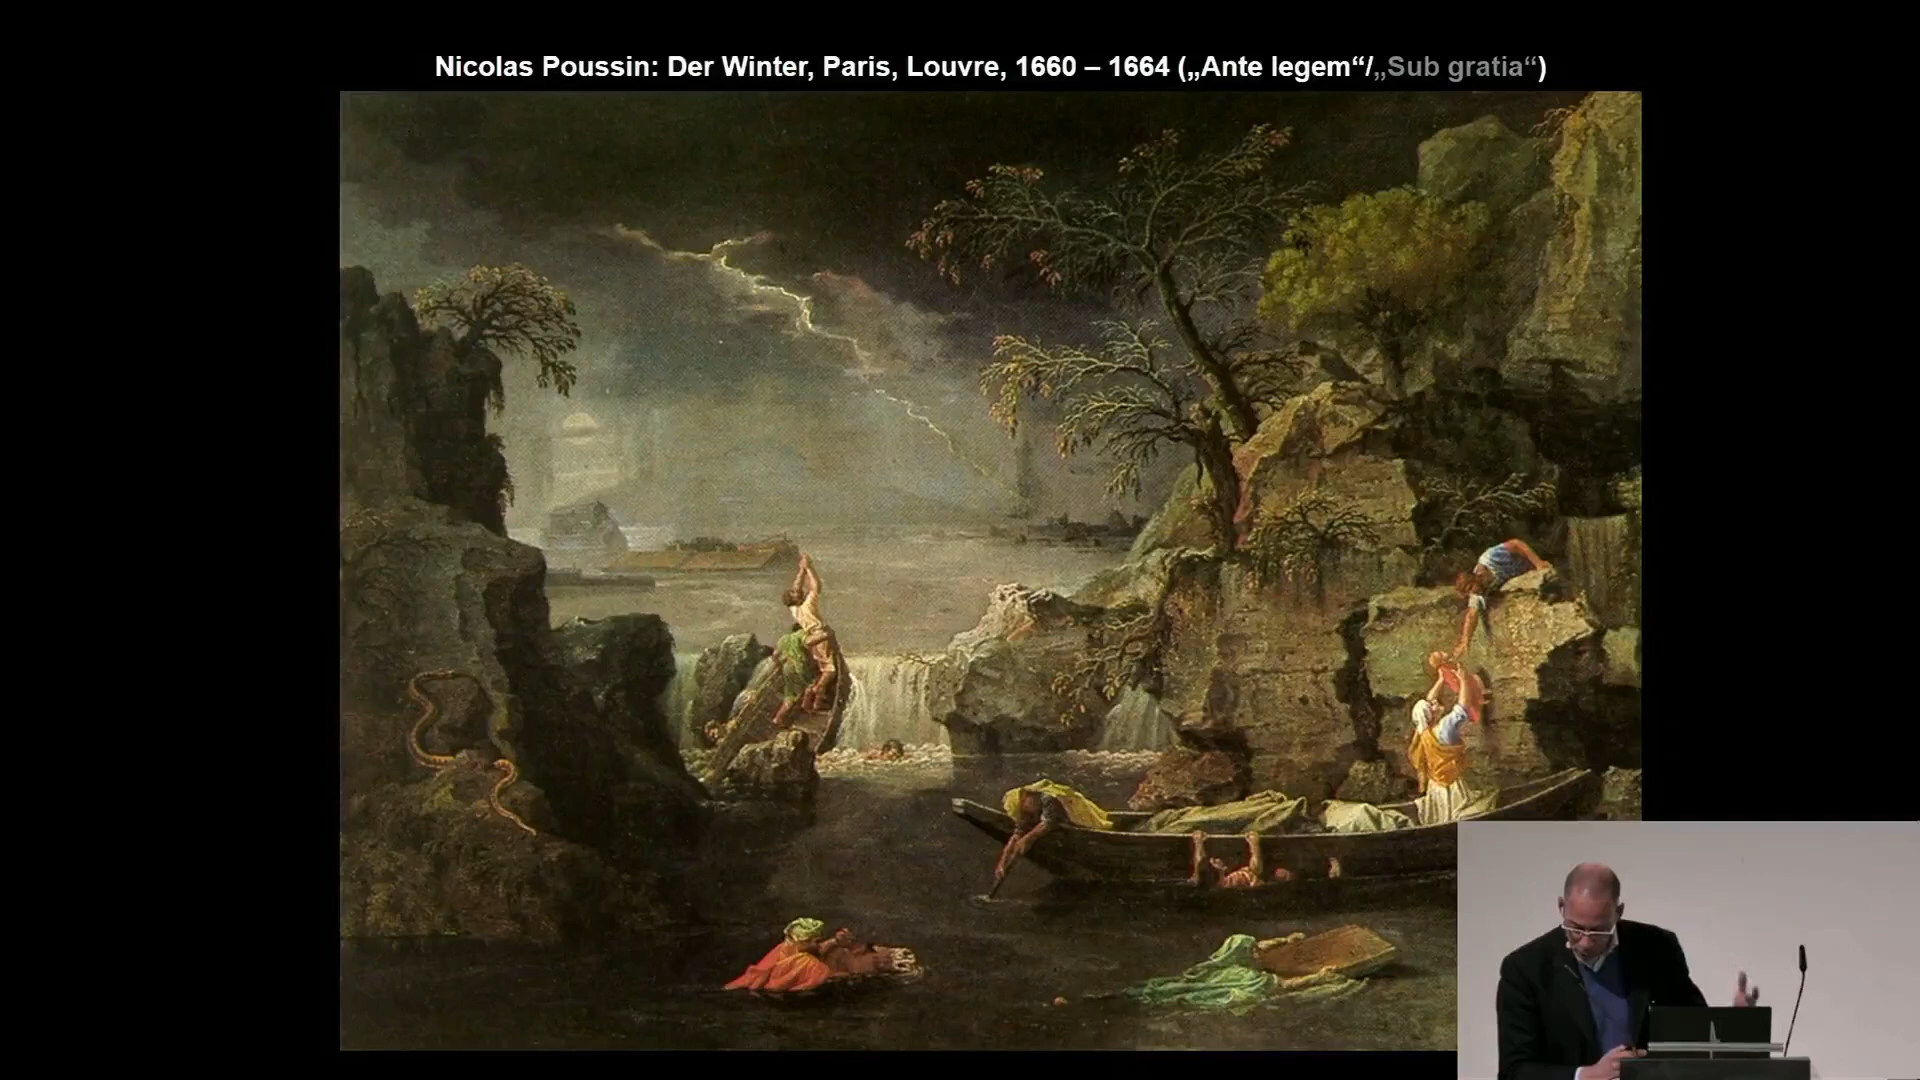 Nicolas Poussin: Der Winter, Paris, Louvre, 1660 – 1664 („Ante legem“/„Sub gratia“)